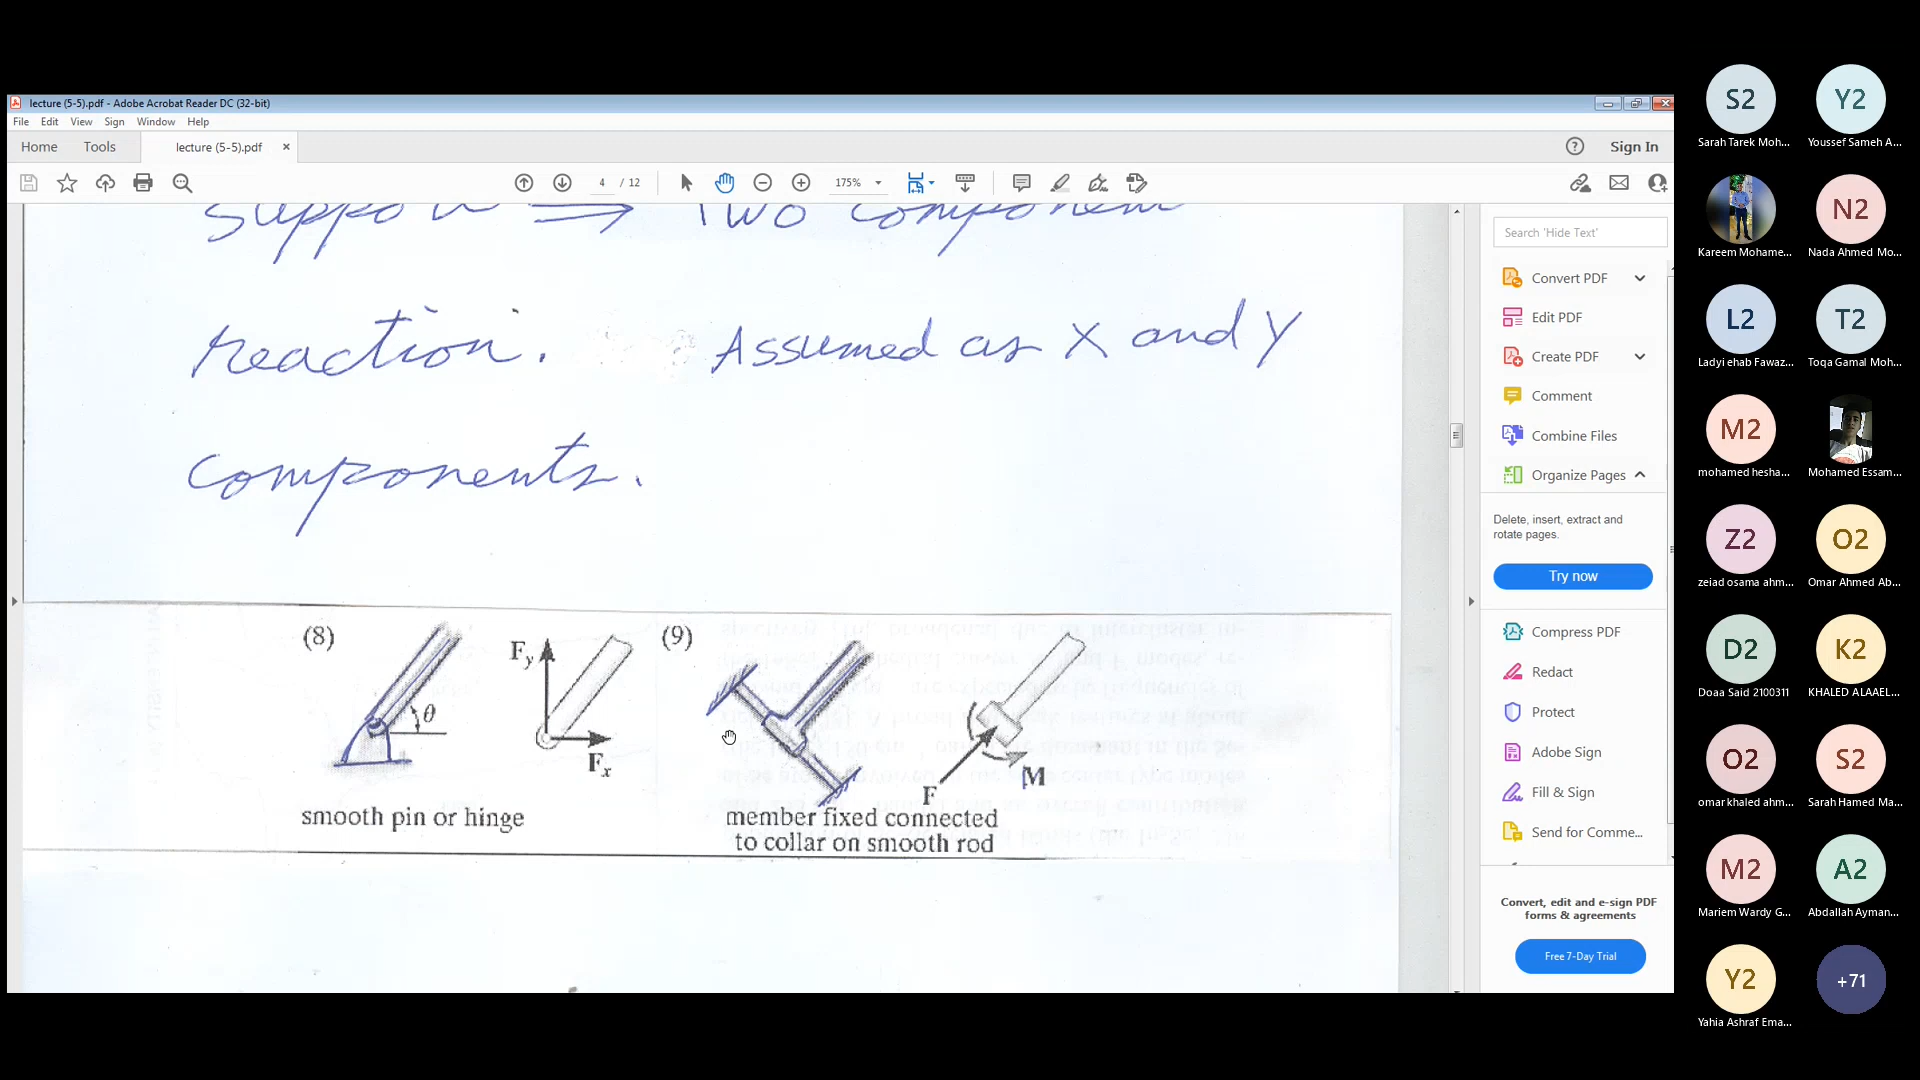 lecture (5-5).pdf - Adobe Acrobat Reader DC (32-bit)
File Edit View Sign Window Help
Home Tools lecture (5-5).pdf Sign In
4 / 12 175%
Support ⇒ Two component
reaction. Assumed as X and Y
components.
(8) θ Fy Fx
smooth pin or hinge
(9) F M
member fixed connected
to collar on smooth rod
Search 'Hide Text'
Convert PDF
Edit PDF
Create PDF
Comment
Combine Files
Organize Pages
Delete, insert, extract and
rotate pages.
Try now
Compress PDF
Redact
Protect
Adobe Sign
Fill & Sign
Send for Comme...
Convert, edit and e-sign PDF
forms & agreements
Free 7-Day Trial
S2 Y2
Sarah Tarek Moh... Youssef Sameh A...
N2
Kareem Mohame... Nada Ahmed Mo...
L2 T2
Ladyi ehab Fawaz... Toqa Gamal Moh...
M2
mohamed hesha... Mohamed Essam...
Z2 O2
zeiad osama ahm... Omar Ahmed Ab...
D2 K2
Doaa Said 2100311 KHALED ALAAEL...
O2 S2
omar khaled ahm... Sarah Hamed Ma...
M2 A2
Mariem Wardy G... Abdallah Ayman...
Y2 +71
Yahia Ashraf Ema...